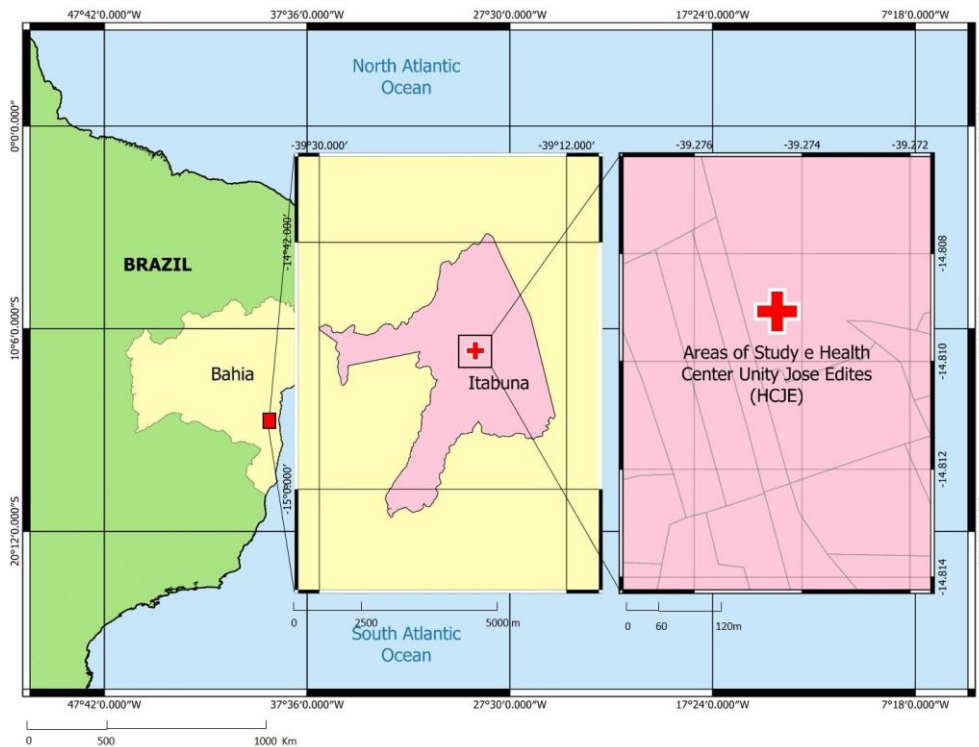 47°42'0.000"W 37°36'0.000"W 27°30'0.000"W 17°24'0.000"W 7°18'0.000"W
North Atlantic
Ocean
0°0'0.000"
-39°30.000' -39°12.000'
-39.276 -39.274 -39.272
-14°42.000'
-14.808
BRAZIL
10°6'0.000"S
Bahia
Itabuna
Areas of Study e Health
Center Unity Jose Edites
(HCJE)
-14.810
-14.812
-15°0.000'
20°12'0.000"S
-14.814
0 2500 5000 m
0 60 120m
South Atlantic
Ocean
47°42'0.000"W 37°36'0.000"W 27°30'0.000"W 17°24'0.000"W 7°18'0.000"W
0 500 1000 Km